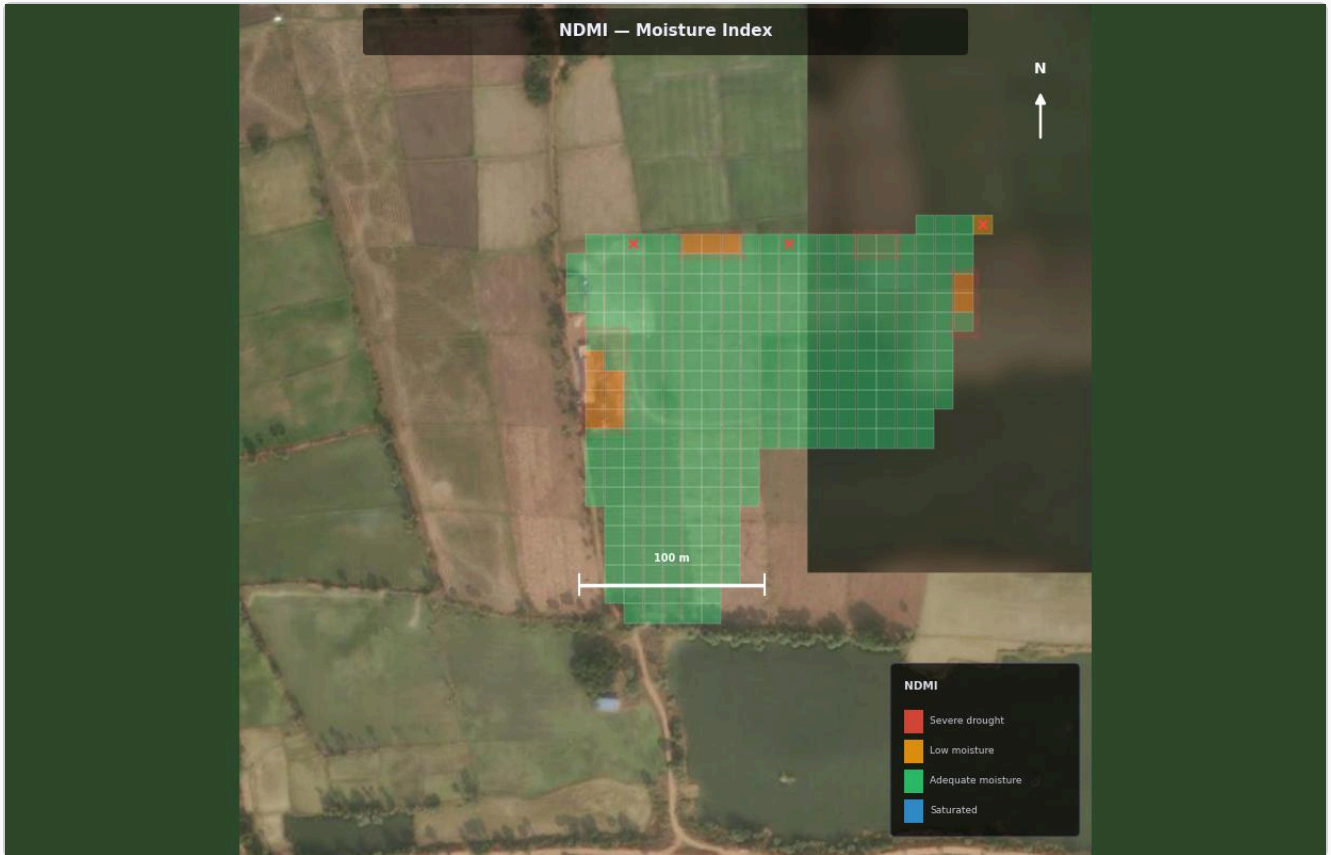 NDMI — Moisture Index
N
100 m
NDMI
Severe drought
Low moisture
Adequate moisture
Saturated